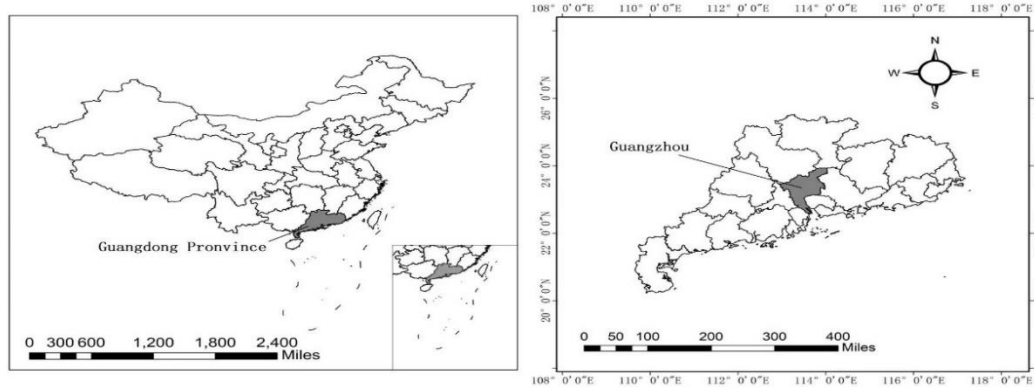 Guangdong Pronvince
0 300 600 1,200 1,800 2,400
Miles
108° 0' 0"E 110° 0' 0"E 112° 0' 0"E 114° 0' 0"E 116° 0' 0"E 118° 0' 0"E
N
W E
S
26° 0' 0"N
Guangzhou
24° 0' 0"N
22° 0' 0"N
20° 0' 0"N
0 50 100 200 300 400
Miles
108° 0' 0"E 110° 0' 0"E 112° 0' 0"E 114° 0' 0"E 116° 0' 0"E 118° 0' 0"E